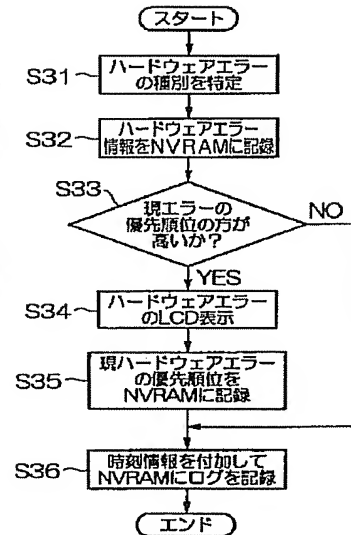 スタート
S31
ハードウェアエラー
の種別を特定
S32
ハードウェアエラー
情報をNVRAMに記録
S33
現エラーの
優先順位の方が
高いか？
NO
YES
S34
ハードウェアエラー
のLCD表示
S35
現ハードウェアエラー
の優先順位を
NVRAMに記録
S36
時刻情報を付加して
NVRAMにログを記録
エンド